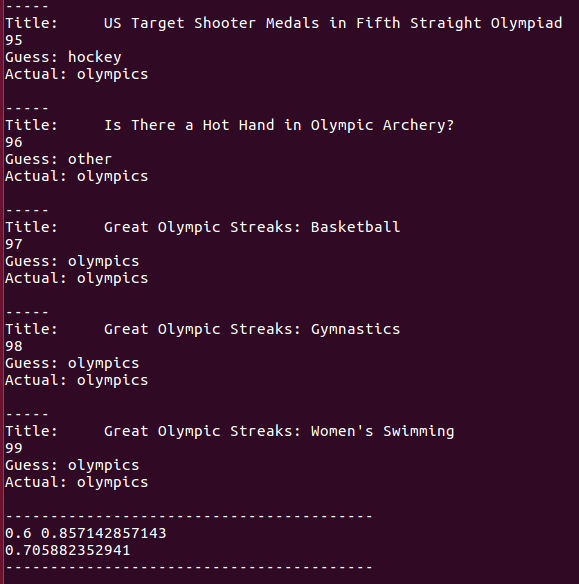 -----
Title:     US Target Shooter Medals in Fifth Straight Olympiad
95
Guess: hockey
Actual: olympics

-----
Title:     Is There a Hot Hand in Olympic Archery?
96
Guess: other
Actual: olympics

-----
Title:     Great Olympic Streaks: Basketball
97
Guess: olympics
Actual: olympics

-----
Title:     Great Olympic Streaks: Gymnastics
98
Guess: olympics
Actual: olympics

-----
Title:     Great Olympic Streaks: Women's Swimming
99
Guess: olympics
Actual: olympics

-----------------------------------------
0.6 0.857142857143
0.705882352941
-----------------------------------------